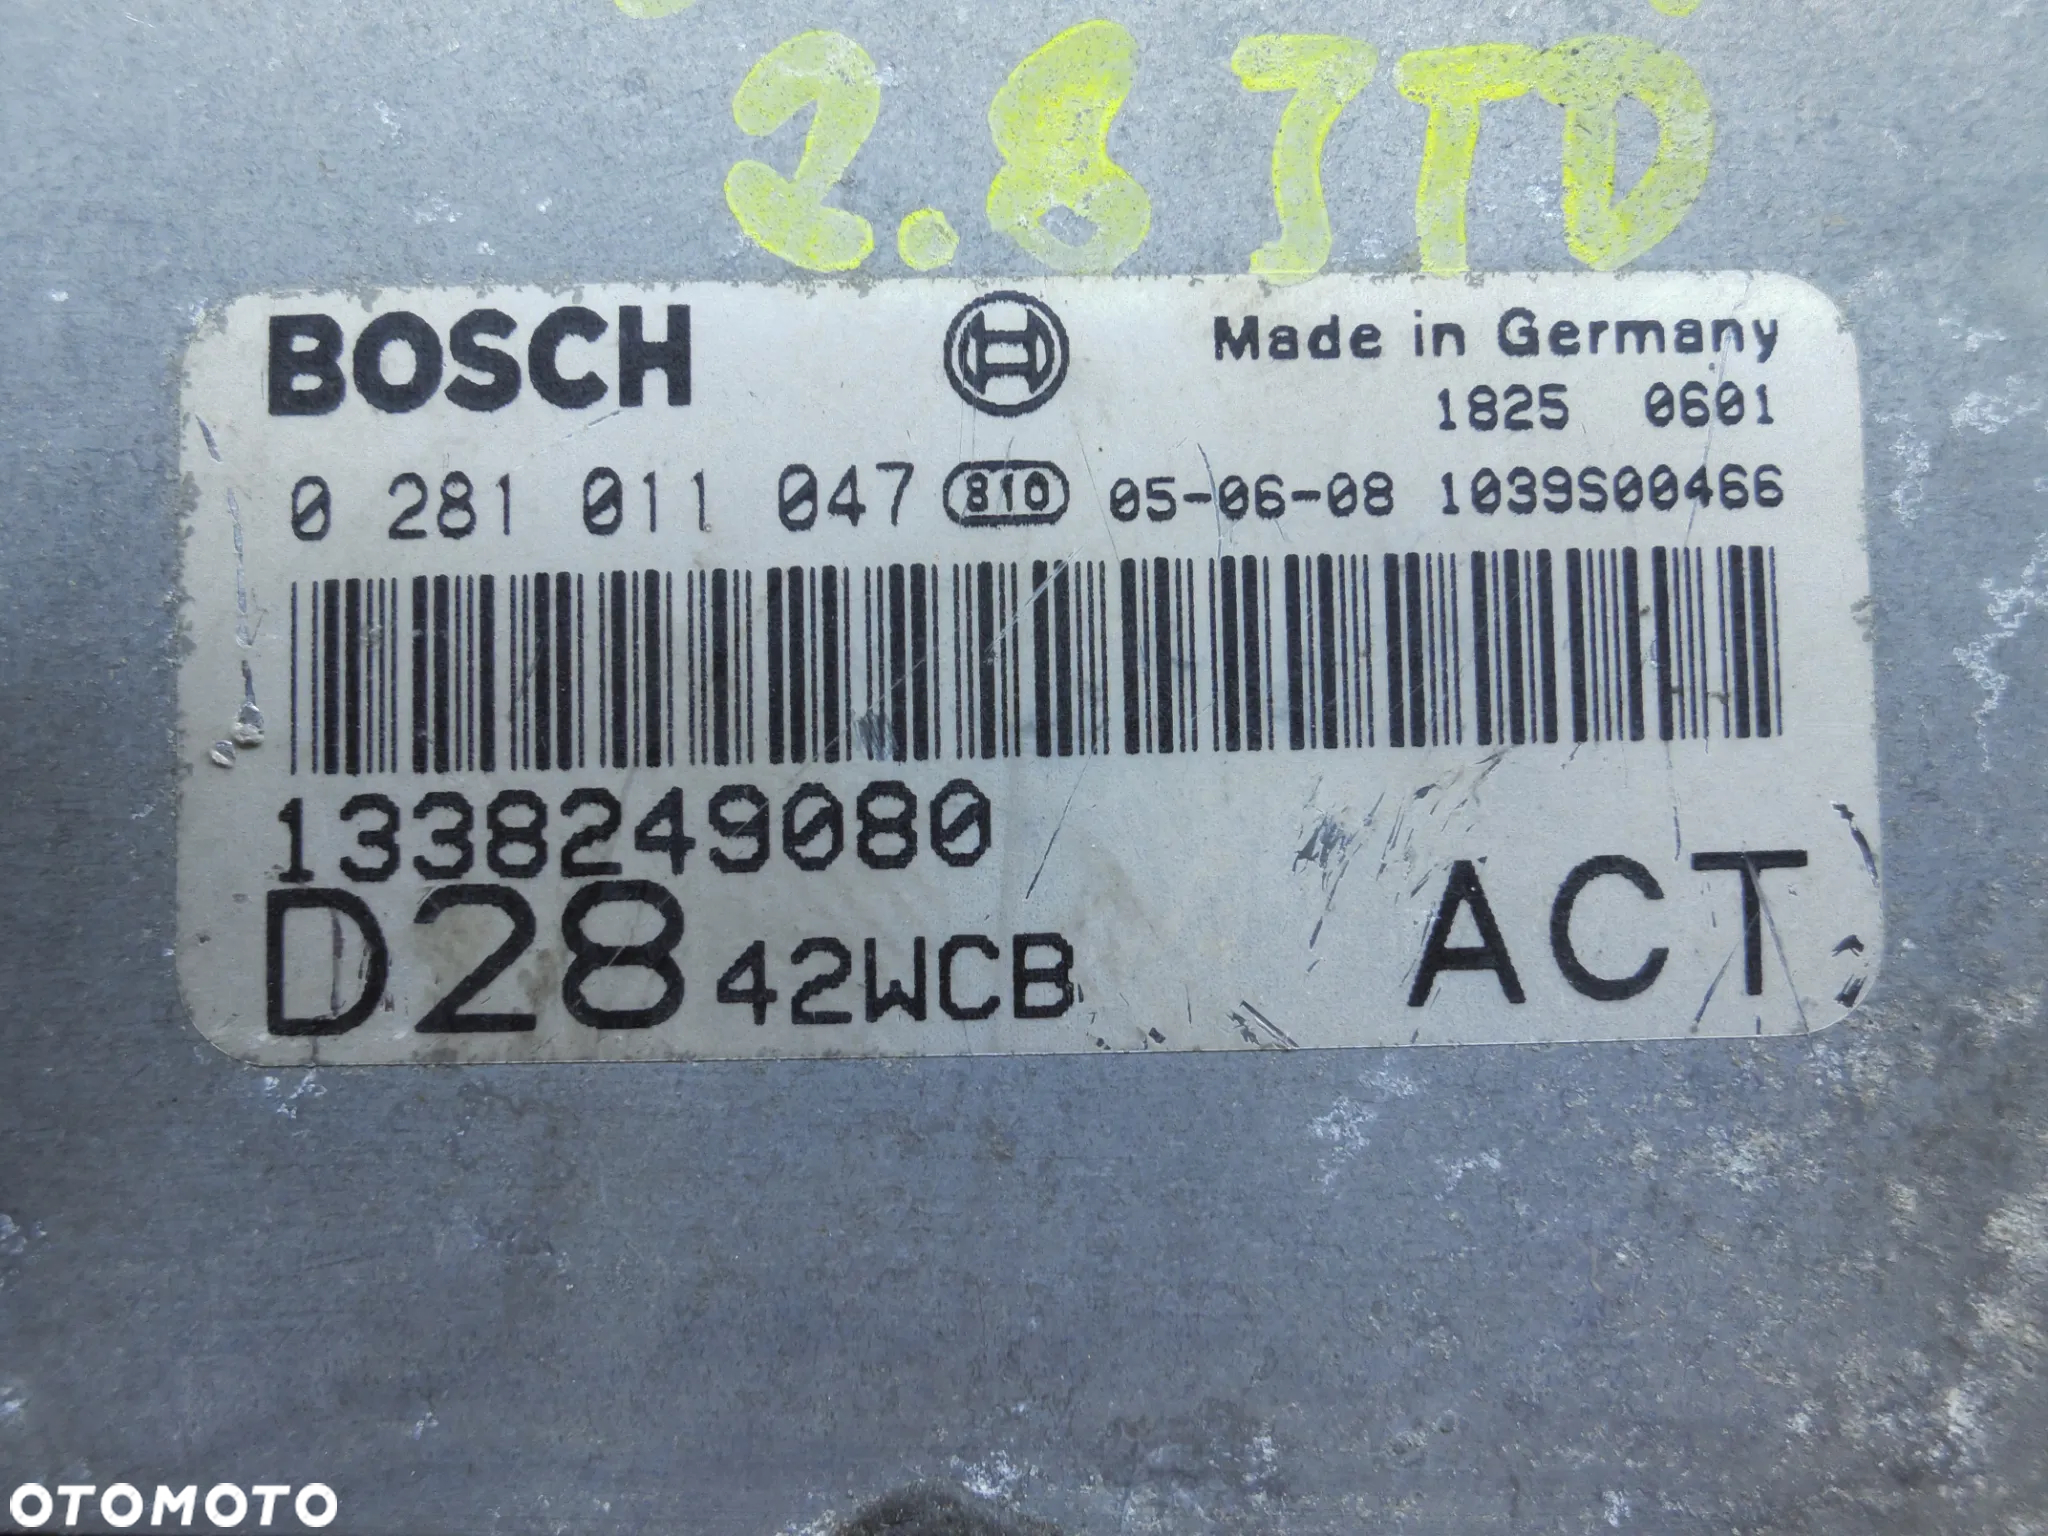 2.8 JTD
BOSCH Made in Germany
1825 0601
0 281 011 047 810 05-06-08 1039S00466
1338249080
D28 42WCB ACT
OTOMOTO